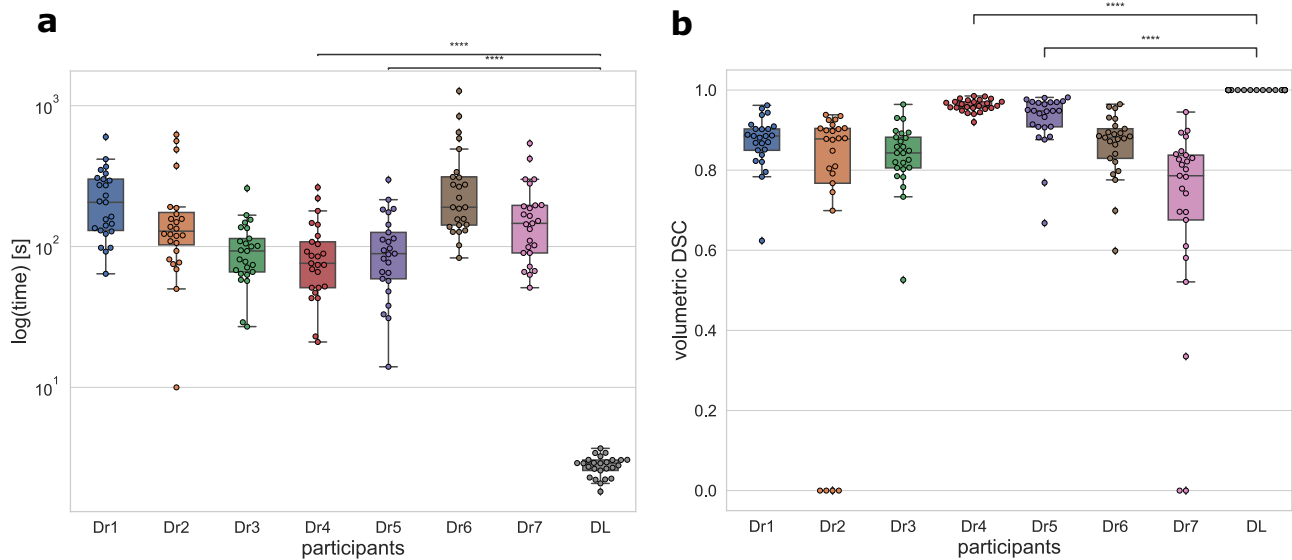 a
****
****
log(time) [s]
10³
10²
10¹
Dr1 Dr2 Dr3 Dr4 Dr5 Dr6 Dr7 DL
participants
b
****
****
volumetric DSC
1.0
0.8
0.6
0.4
0.2
0.0
Dr1 Dr2 Dr3 Dr4 Dr5 Dr6 Dr7 DL
participants